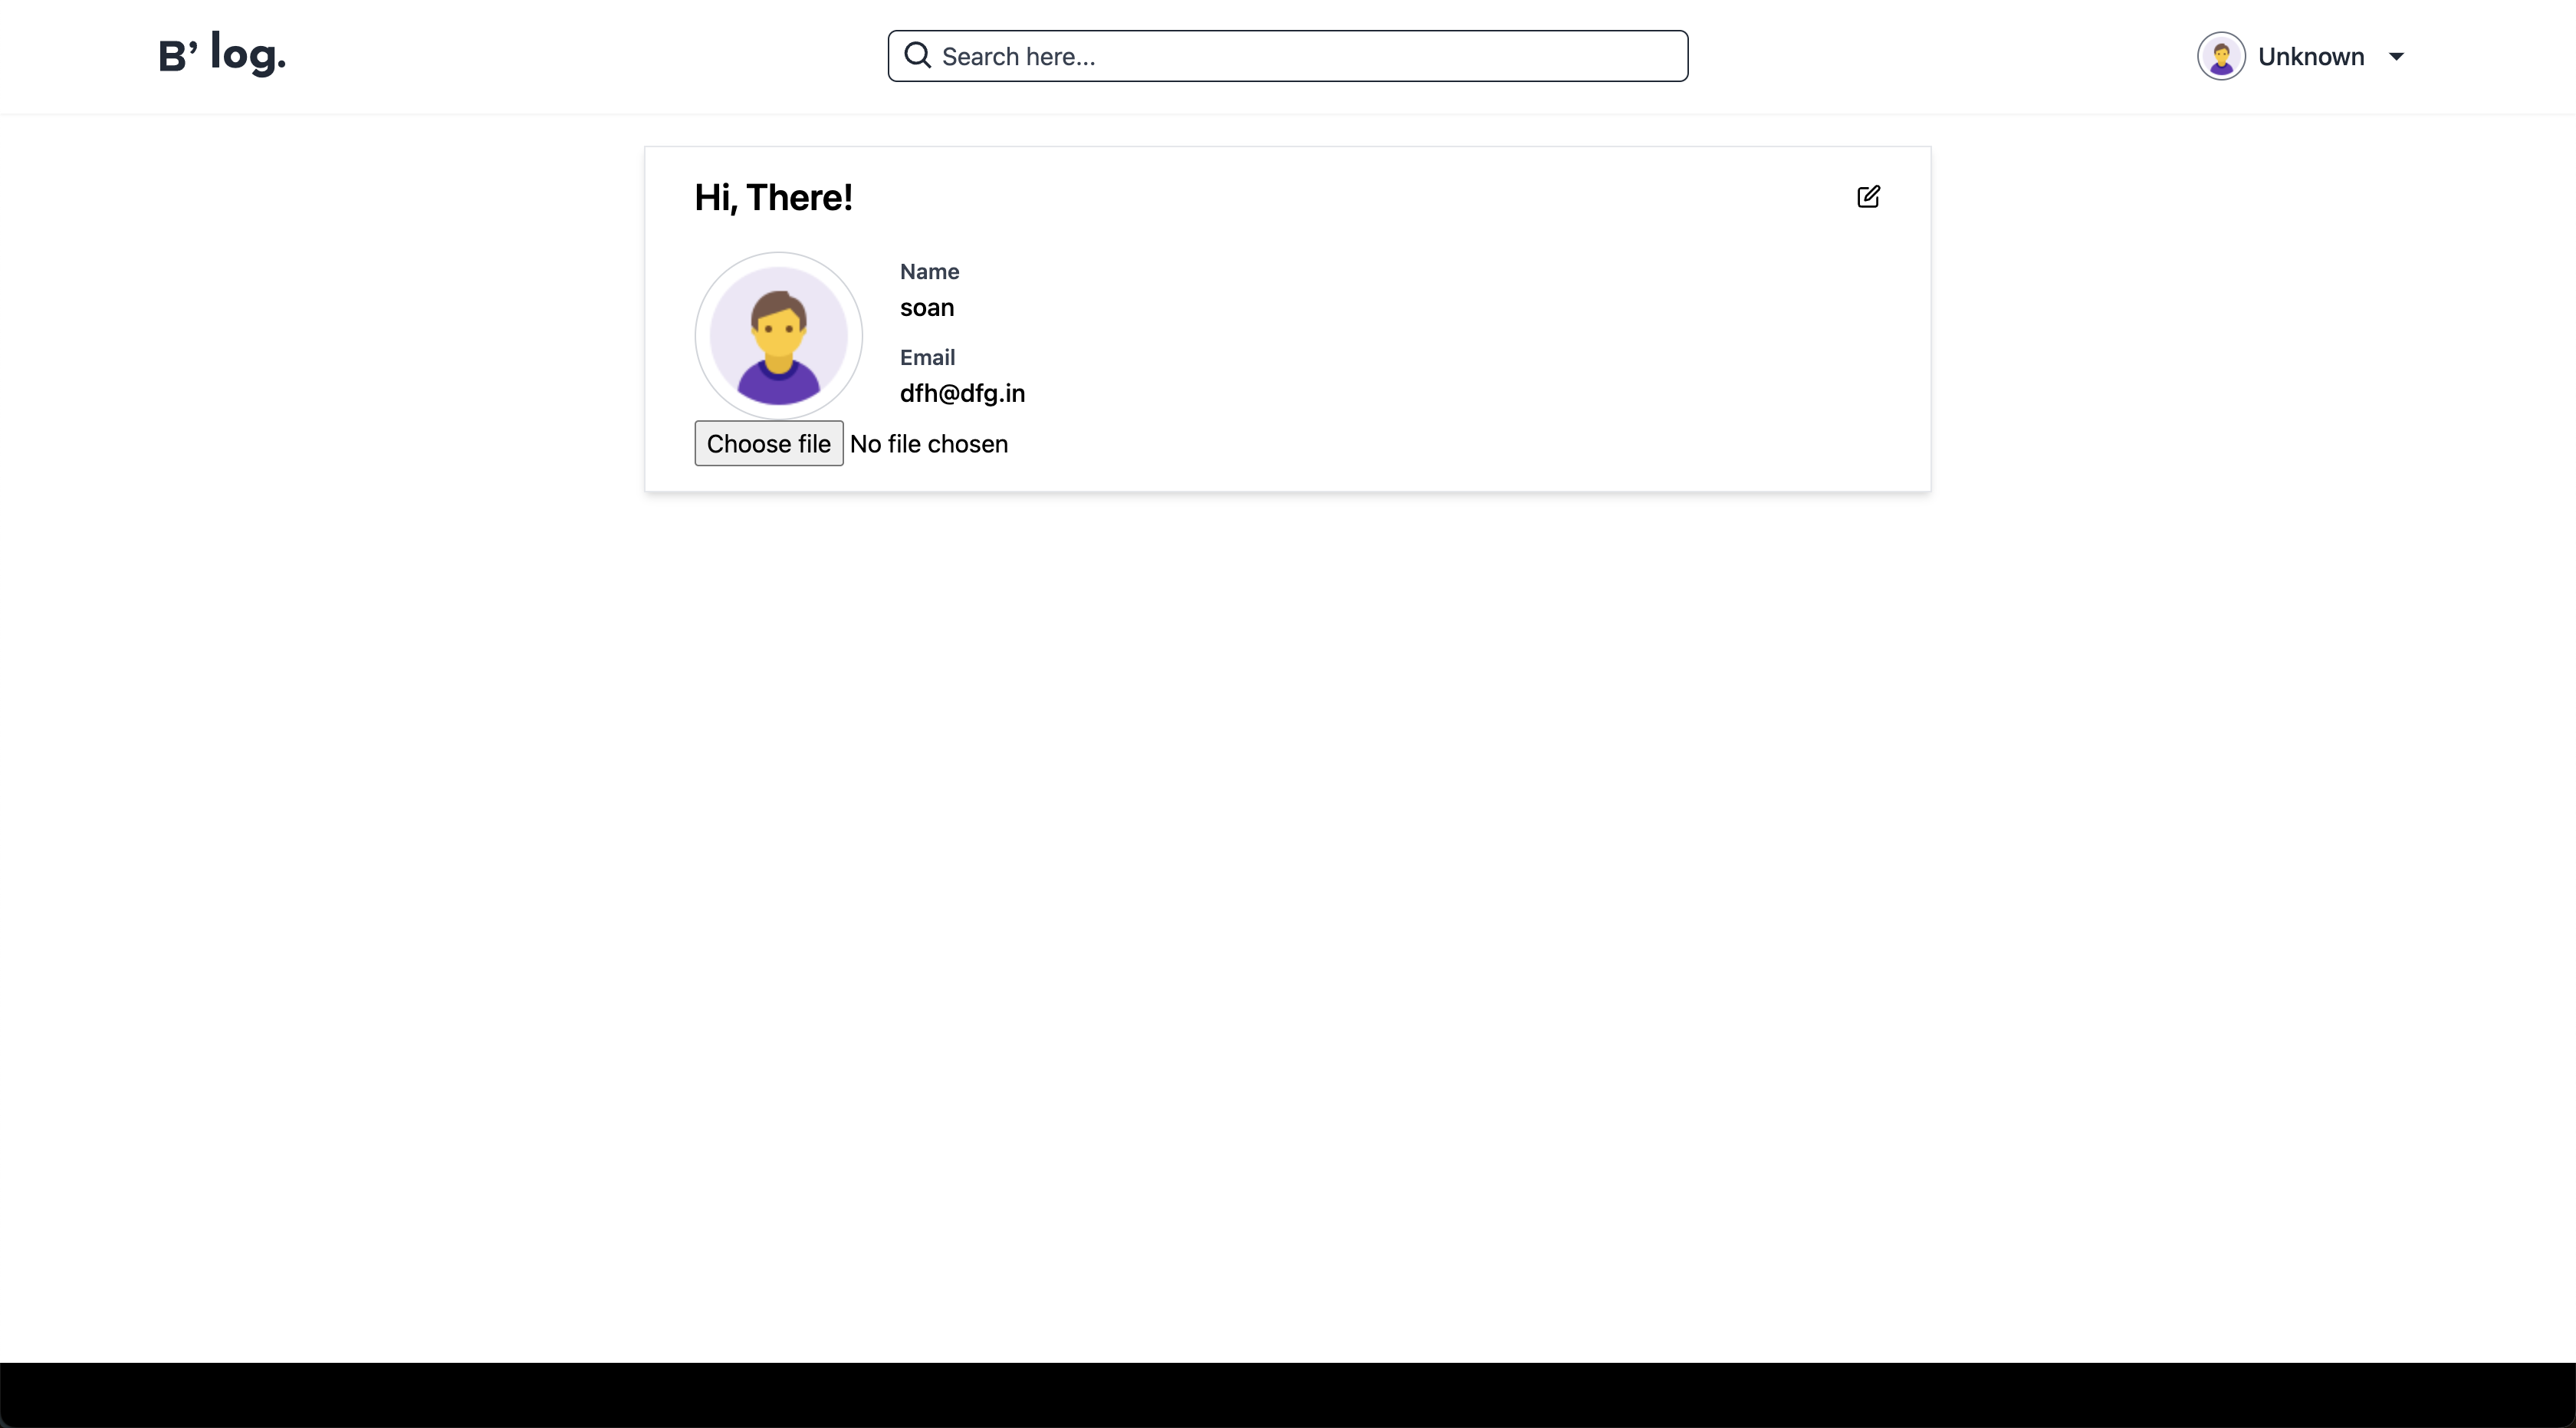 B’ log.
Search here...
Unknown
Hi, There!
Name
soan
Email
dfh@dfg.in
Choose file No file chosen